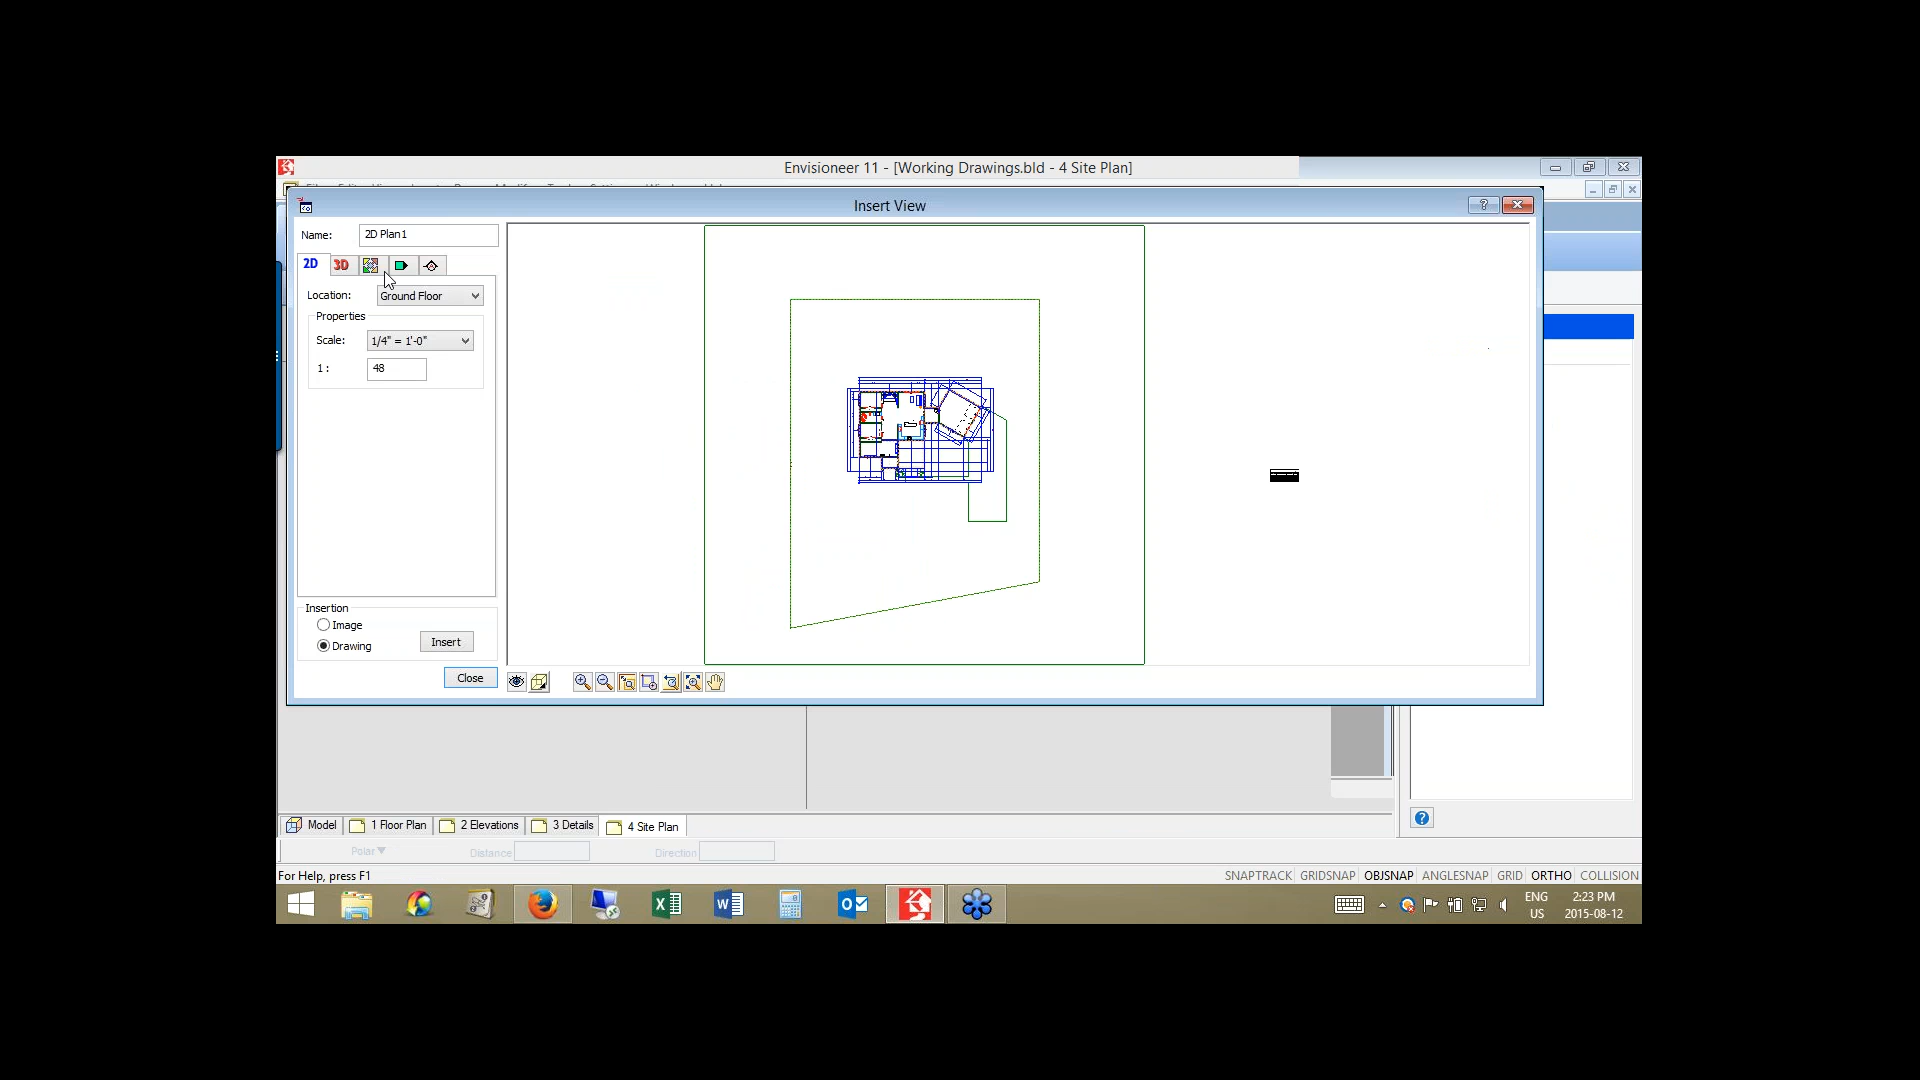 Envisioneer 11 - [Working Drawings.bld - 4 Site Plan]
Insert View
Name: 2D Plan1
2D 3D
Location: Ground Floor
Properties
Scale: 1/4" = 1'-0"
1 : 48
Insertion
Image
Drawing
Insert
Close
Model 1 Floor Plan 2 Elevations 3 Details 4 Site Plan
Polar Distance Direction
For Help, press F1
SNAPTRACK GRIDSNAP OBJSNAP ANGLESNAP GRID ORTHO COLLISION
ENG 2:23 PM
US 2015-08-12